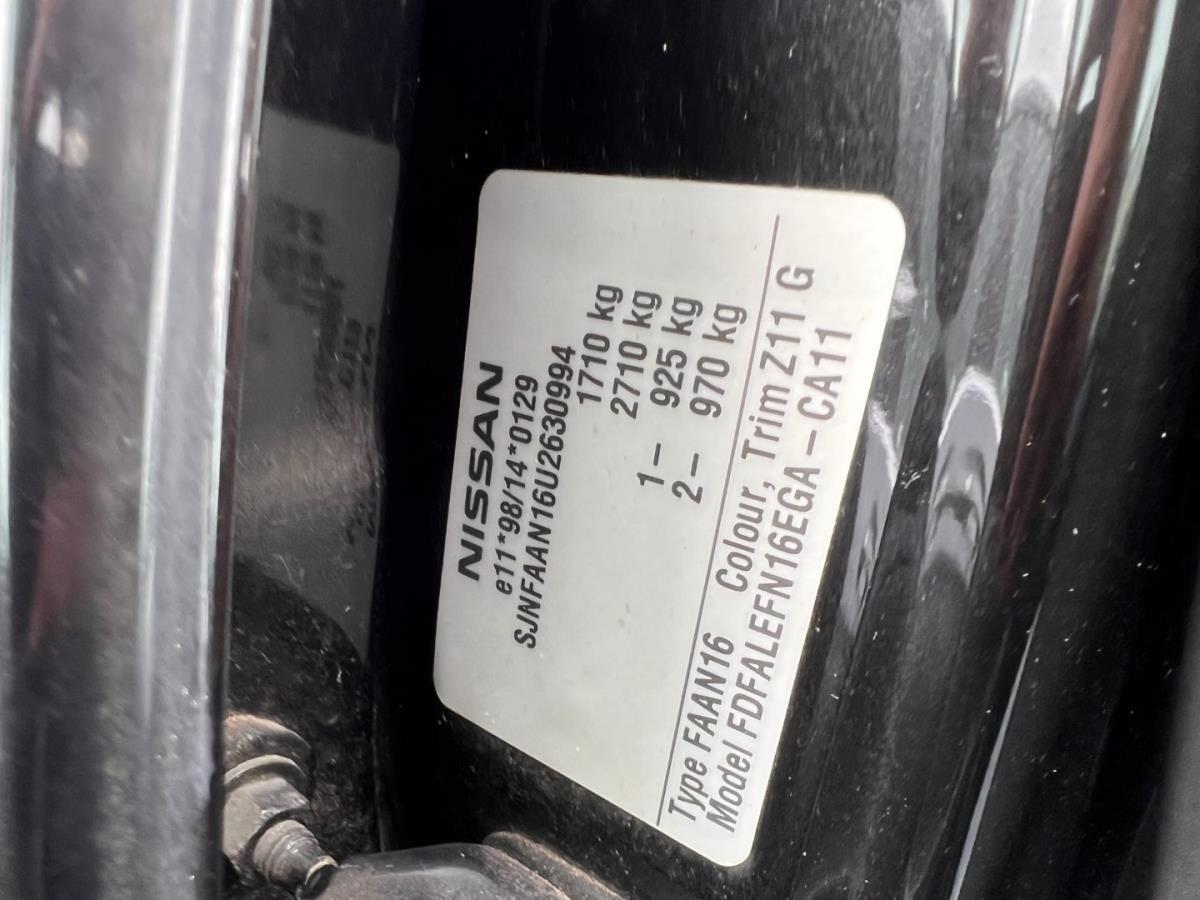 NISSAN
e11*98/14*0129
SJNFAAN16U2630994
1710 kg
2710 kg
1– 925 kg
2– 970 kg
Type FAAN16 Colour, Trim Z11 G
Model FDFALEFN16EGA – CA11